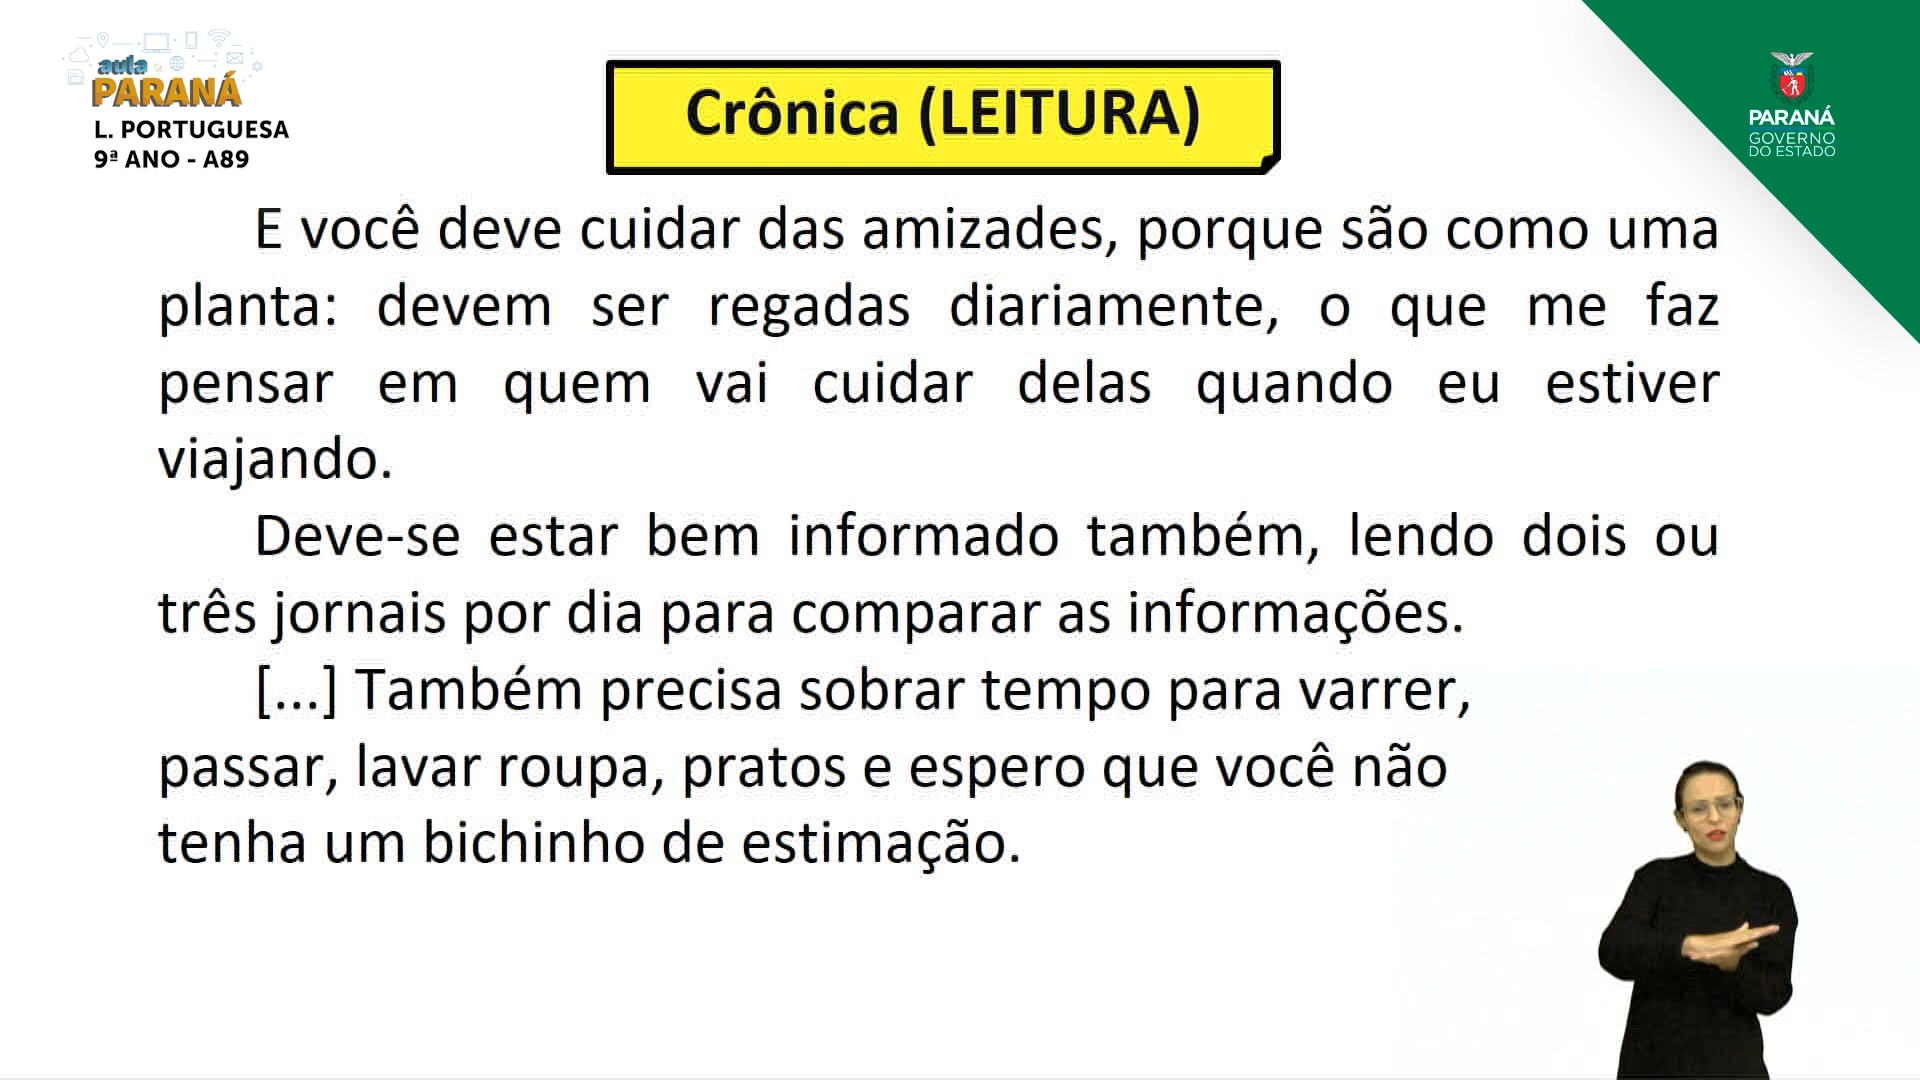 aula
PARANÁ
L. PORTUGUESA
9ª ANO - A89
Crônica (LEITURA)
PARANÁ
GOVERNO
DO ESTADO
E você deve cuidar das amizades, porque são como uma
planta: devem ser regadas diariamente, o que me faz
pensar em quem vai cuidar delas quando eu estiver
viajando.
Deve-se estar bem informado também, lendo dois ou
três jornais por dia para comparar as informações.
[...] Também precisa sobrar tempo para varrer,
passar, lavar roupa, pratos e espero que você não
tenha um bichinho de estimação.